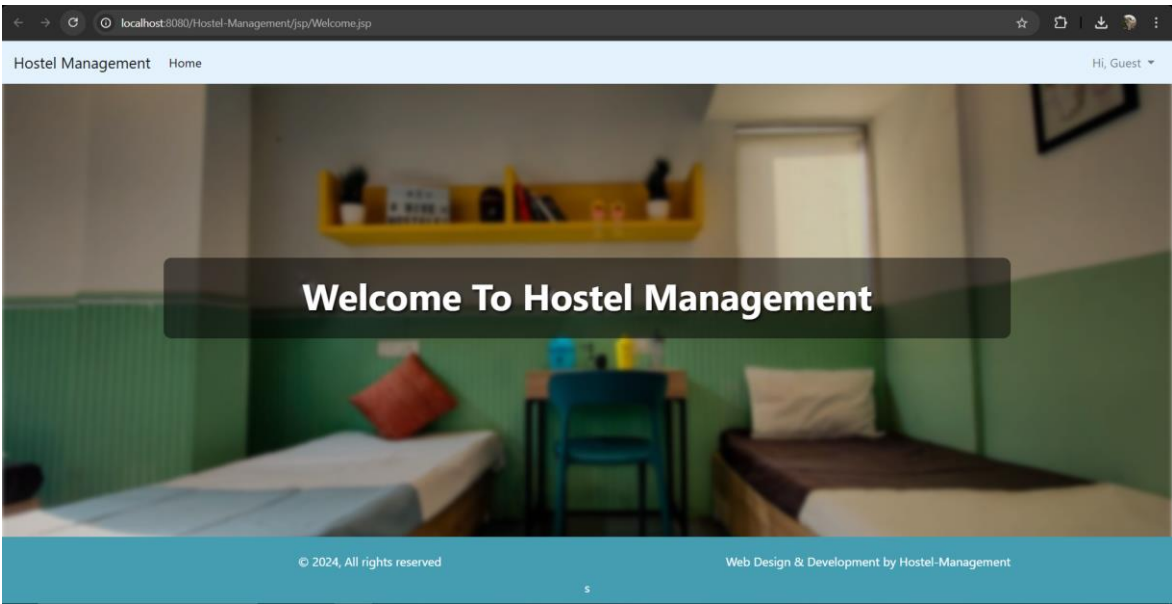 localhost:8080/Hostel-Management/jsp/Welcome.jsp
Hostel Management Home Hi, Guest
Welcome To Hostel Management
© 2024, All rights reserved Web Design & Development by Hostel-Management
s